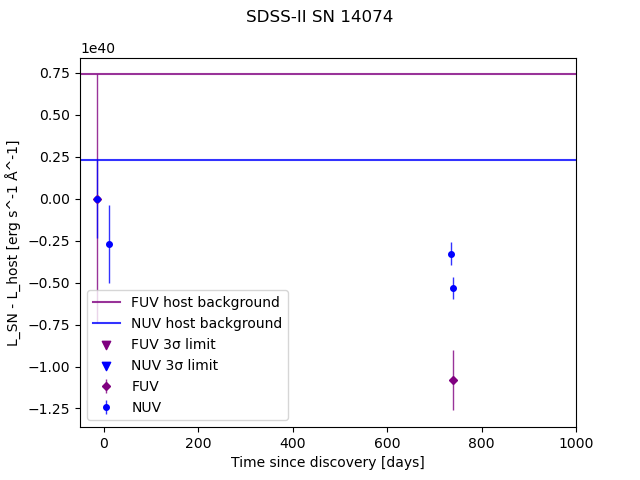 SDSS-II SN 14074
1e40
0.75
0.50
0.25
0.00
−0.25
−0.50
−0.75
−1.00
−1.25
L_SN - L_host [erg s^-1 Å^-1]
FUV host background
NUV host background
FUV 3σ limit
NUV 3σ limit
FUV
NUV
0 200 400 600 800 1000
Time since discovery [days]